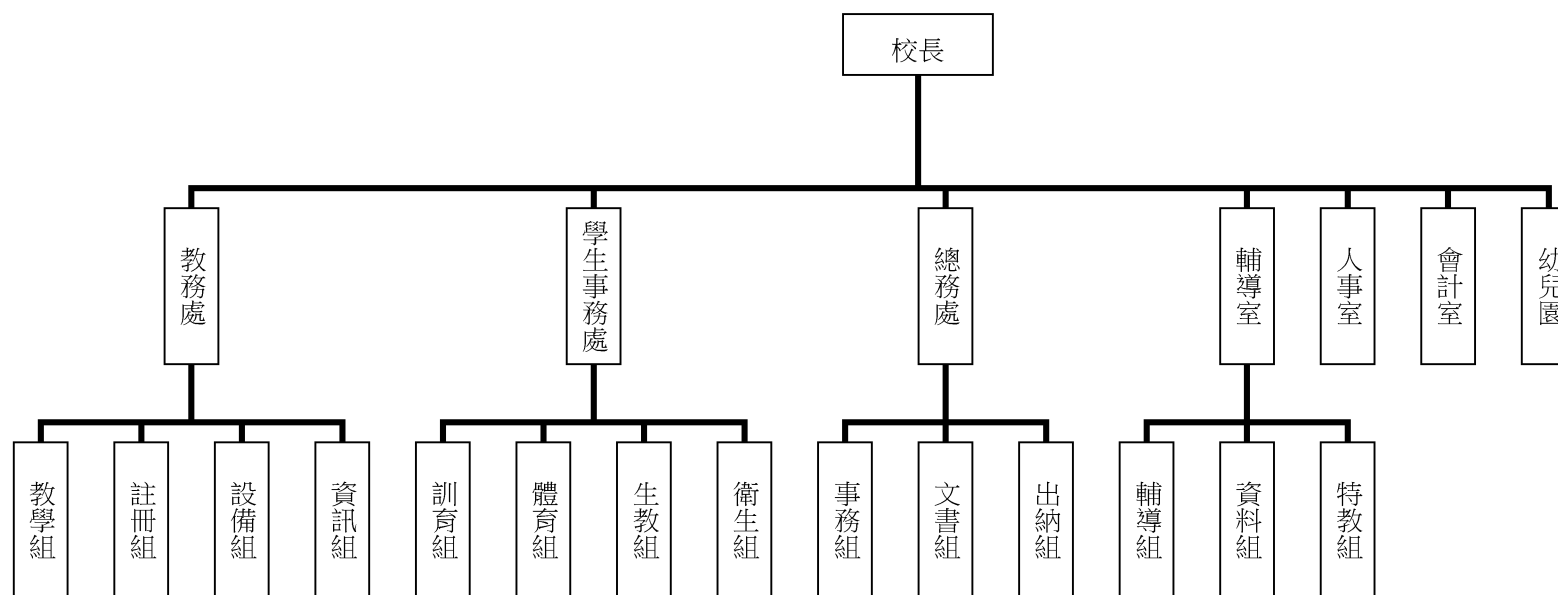 校長
教務處
學生事務處
總務處
輔導室
人事室
會計室
幼兒園
教學組
註冊組
設備組
資訊組
訓育組
體育組
生教組
衛生組
事務組
文書組
出納組
輔導組
資料組
特教組